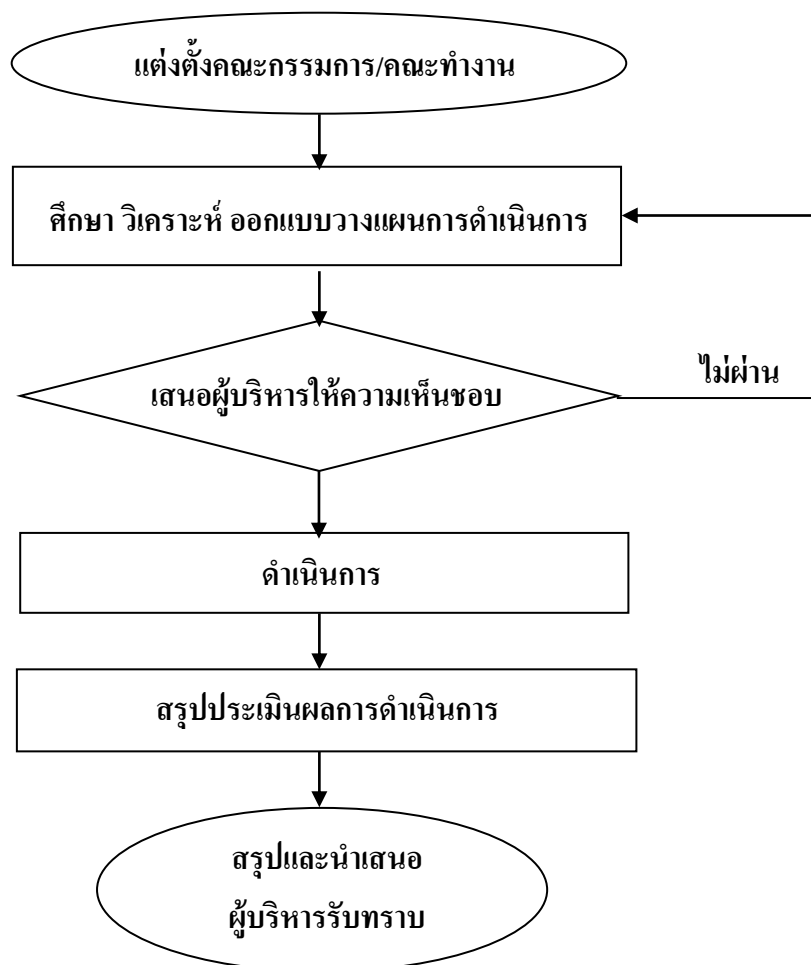 แต่งตั้งคณะกรรมการ/คณะทำงาน
ศึกษา วิเคราะห์ ออกแบบวางแผนการดำเนินการ
เสนอผู้บริหารให้ความเห็นชอบ
ไม่ผ่าน
ดำเนินการ
สรุปประเมินผลการดำเนินการ
สรุปและนำเสนอ
ผู้บริหารรับทราบ